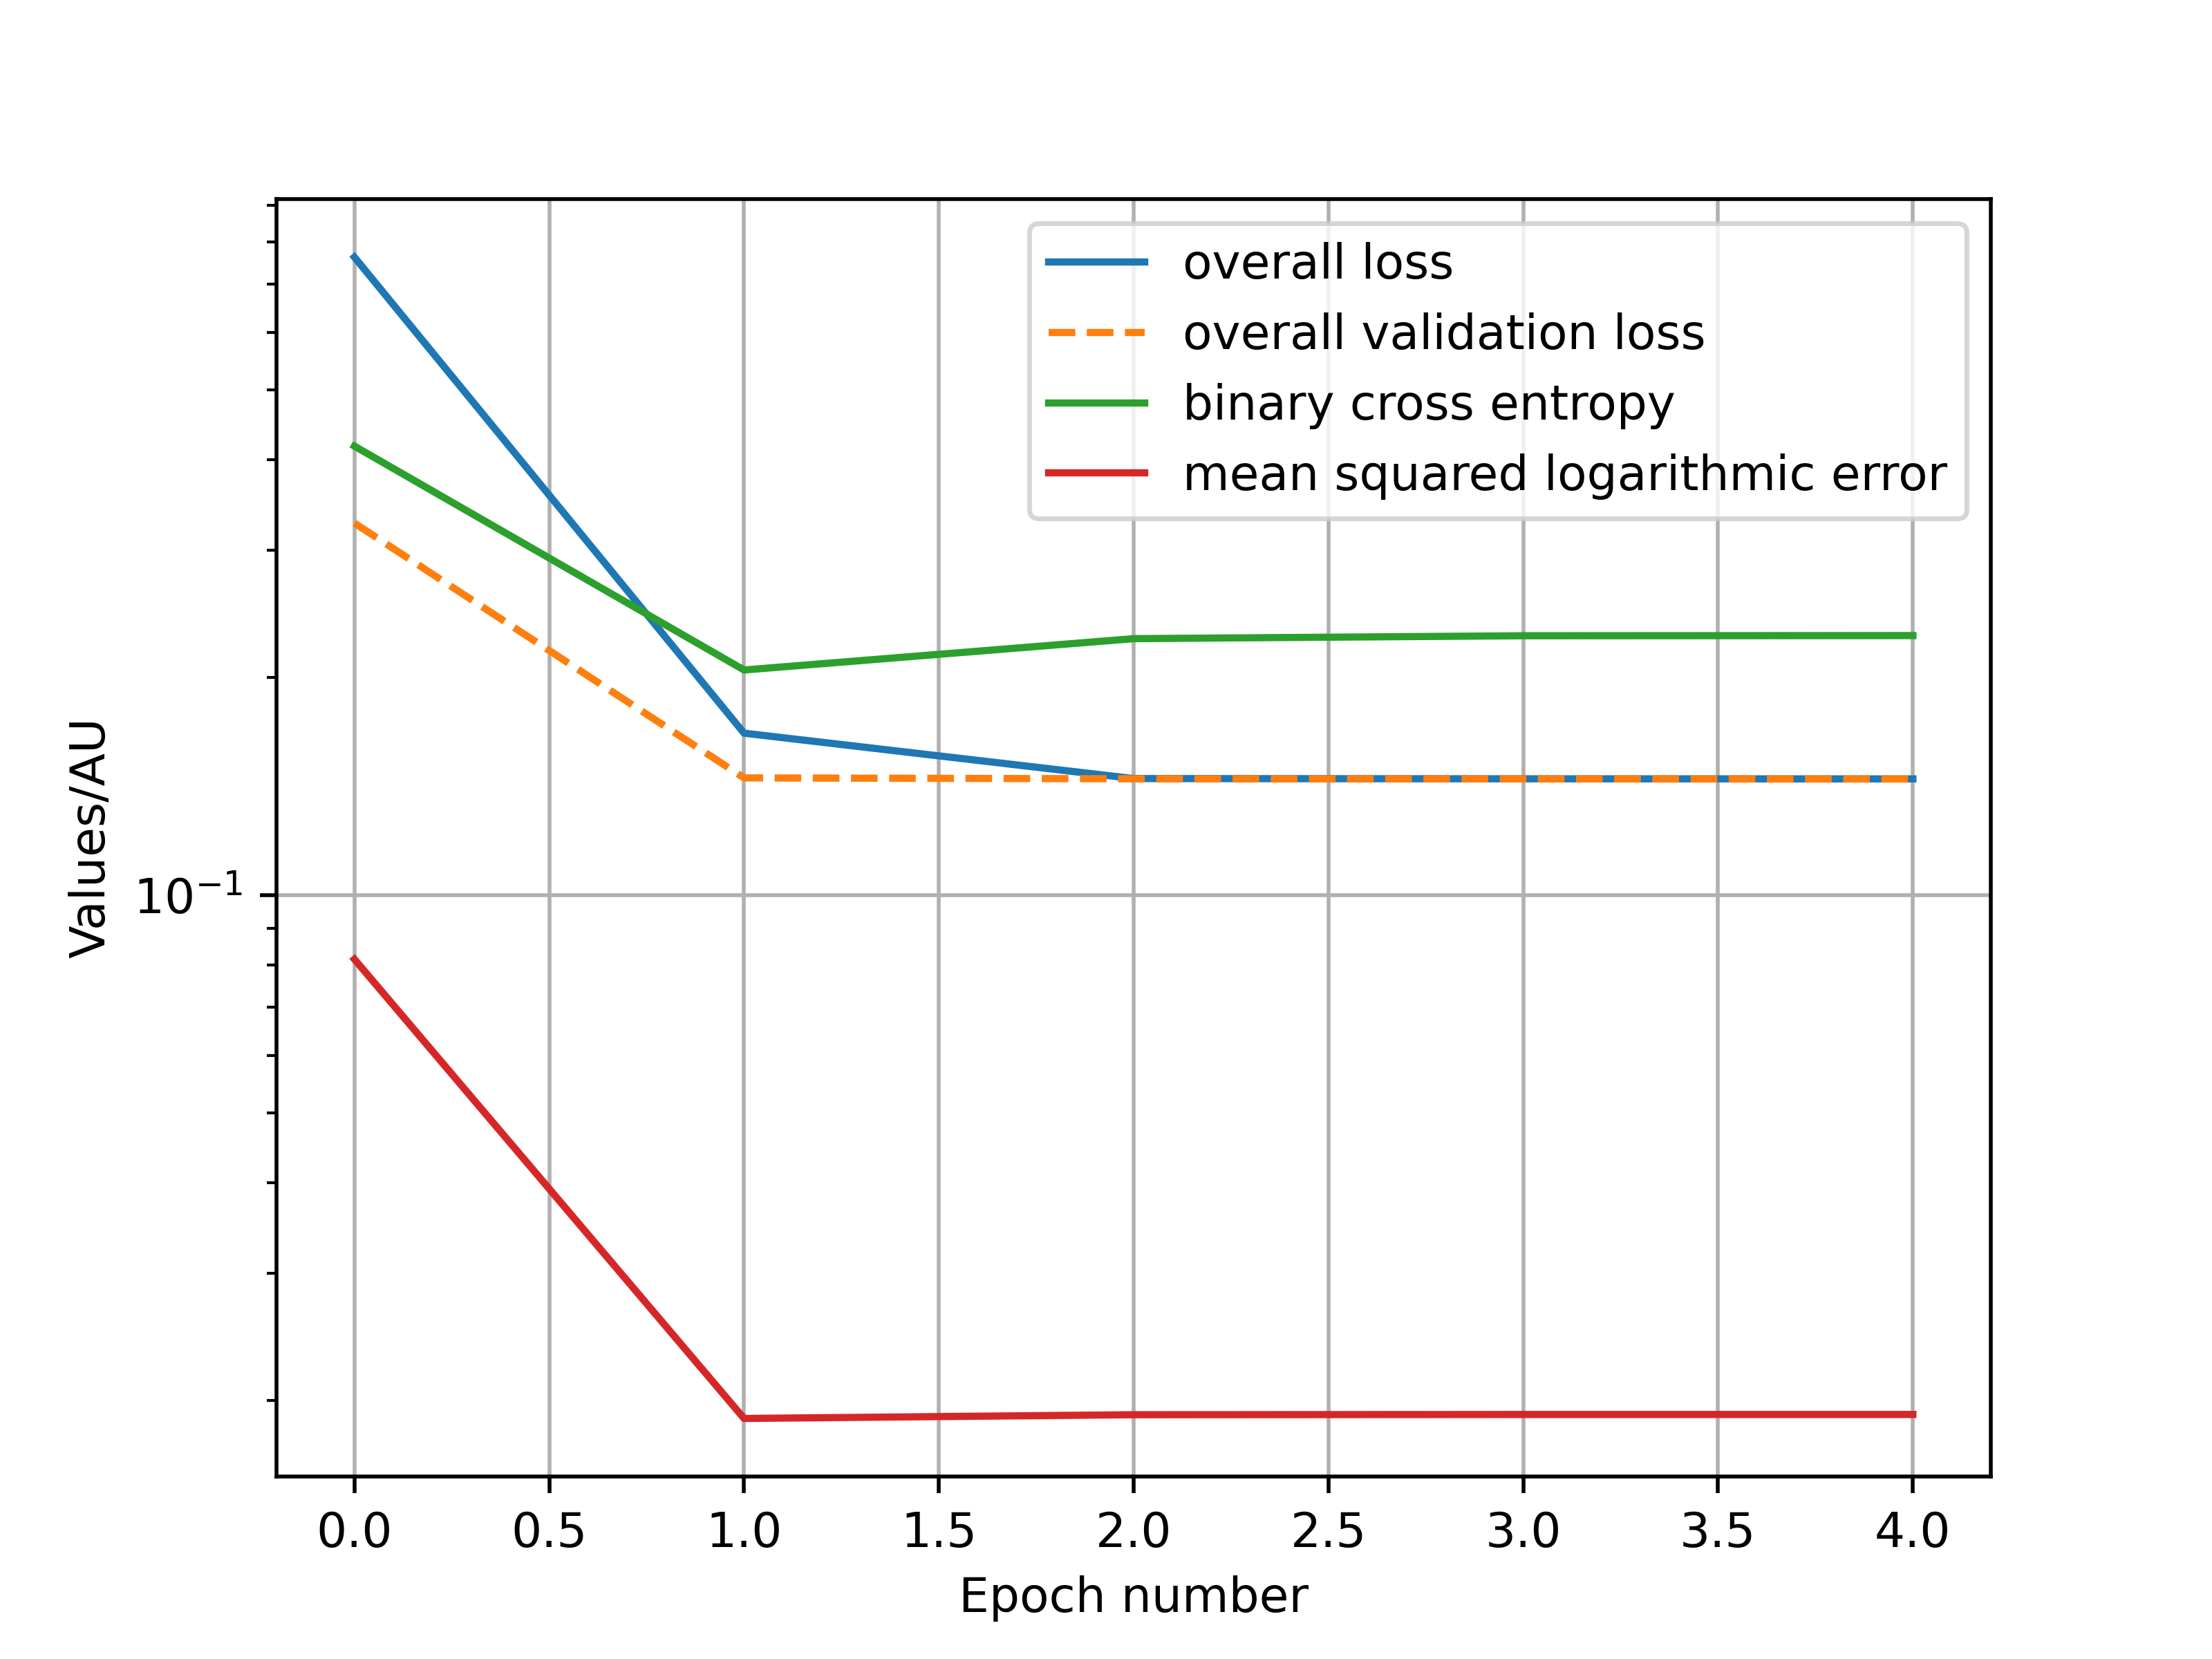 overall loss
overall validation loss
binary cross entropy
mean squared logarithmic error
Values/AU
10⁻¹
0.0 0.5 1.0 1.5 2.0 2.5 3.0 3.5 4.0
Epoch number